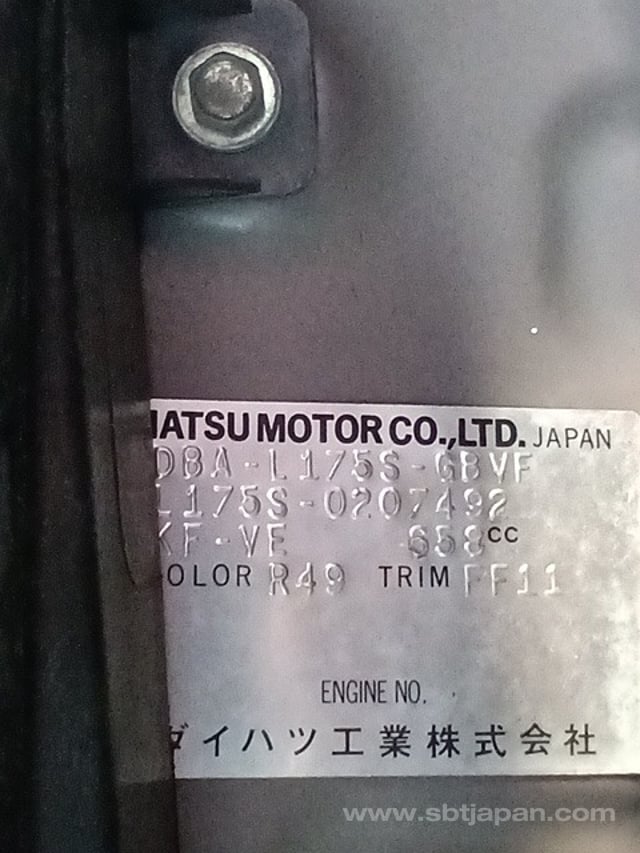 IATSU MOTOR CO.,LTD. JAPAN
DBA-L175S-GBVF
L175S-0207492
KF-VE 658cc
OLOR R49 TRIM FF11
ENGINE NO.
ダイハツ工業株式会社
www.sbtjapan.com